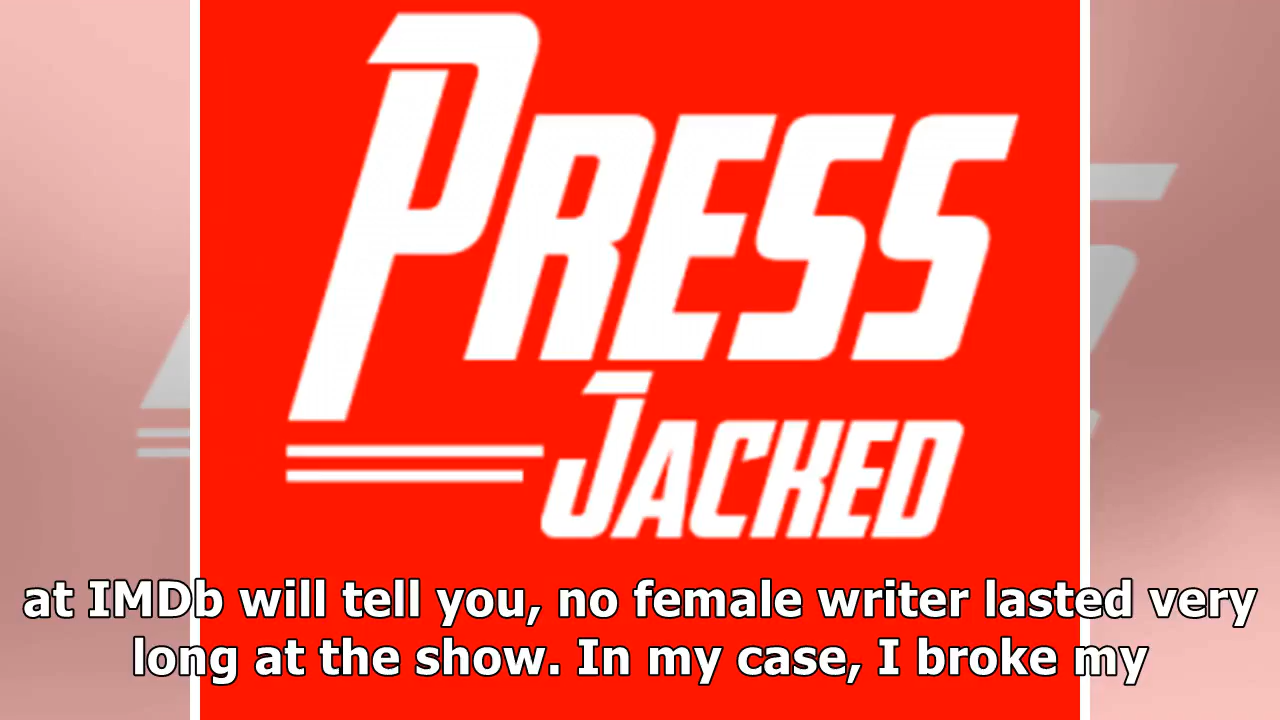 PRESS
JACKED
at IMDb will tell you, no female writer lasted very
long at the show. In my case, I broke my